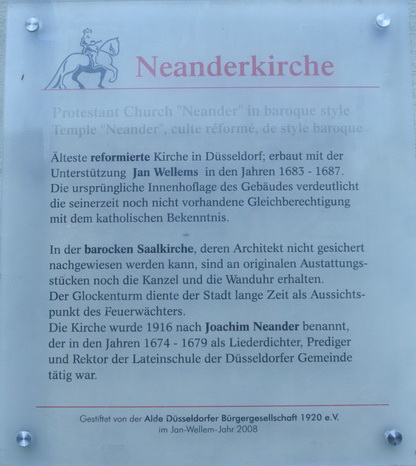 Neanderkirche
Protestant Church "Neander" in baroque style
Temple "Neander", culte réformé, de style baroque
Älteste reformierte Kirche in Düsseldorf; erbaut mit der
Unterstützung Jan Wellems in den Jahren 1683 - 1687.
Die ursprüngliche Innenhoflage des Gebäudes verdeutlicht
die seinerzeit noch nicht vorhandene Gleichberechtigung
mit dem katholischen Bekenntnis.
In der barocken Saalkirche, deren Architekt nicht gesichert
nachgewiesen werden kann, sind an originalen Austattungs-
stücken noch die Kanzel und die Wanduhr erhalten.
Der Glockenturm diente der Stadt lange Zeit als Aussichts-
punkt des Feuerwächters.
Die Kirche wurde 1916 nach Joachim Neander benannt,
der in den Jahren 1674 - 1679 als Liederdichter, Prediger
und Rektor der Lateinschule der Düsseldorfer Gemeinde
tätig war.
Gestiftet von der Alde Düsseldorfer Bürgergesellschaft 1920 e.V.
im Jan-Wellem-Jahr 2008